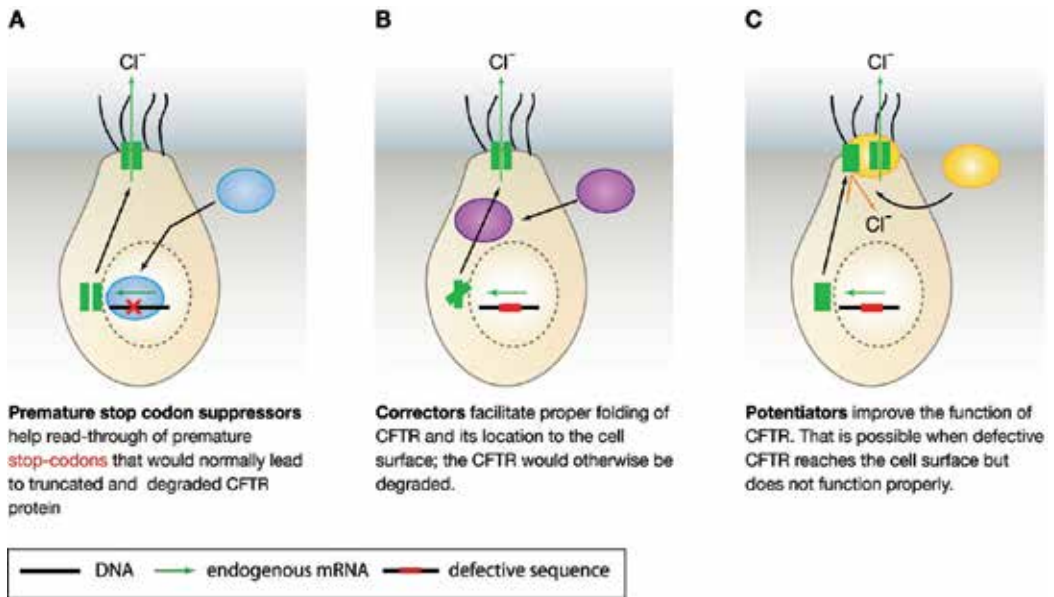 A
B
C
Cl⁻
Cl⁻
Cl⁻
Cl⁻
Premature stop codon suppressors
help read-through of premature
stop-codons that would normally lead
to truncated and degraded CFTR
protein
Correctors facilitate proper folding of
CFTR and its location to the cell
surface; the CFTR would otherwise be
degraded.
Potentiators improve the function of
CFTR. That is possible when defective
CFTR reaches the cell surface but
does not function properly.
DNA endogenous mRNA defective sequence